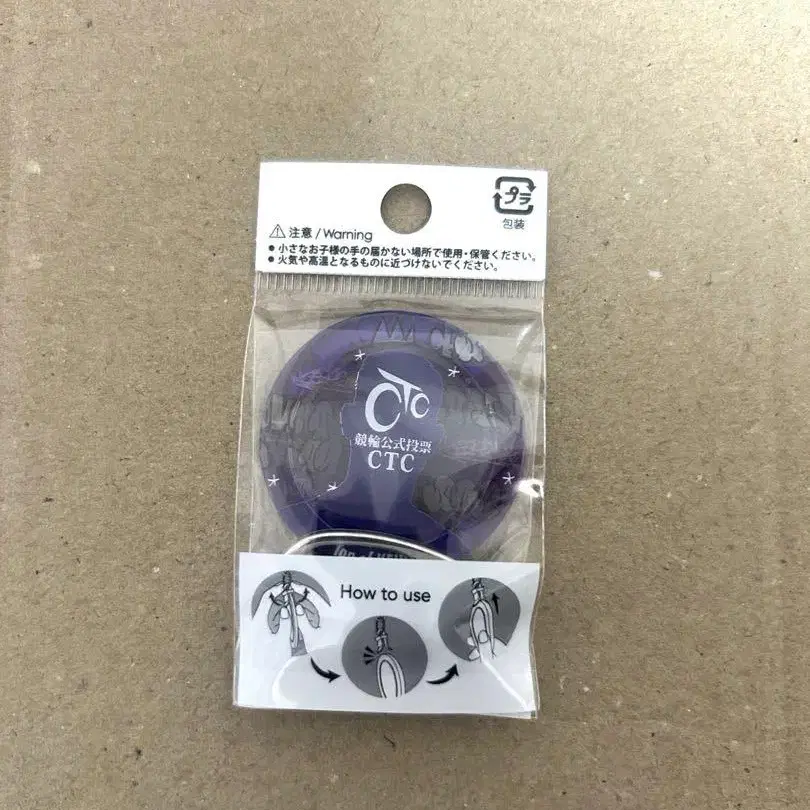 プラ
包装
⚠ 注意 / Warning
● 小さなお子様の手の届かない場所で使用・保管ください。
● 火気や高温となるものに近づけないでください。
CTC
競輪公式投票
CTC
How to use